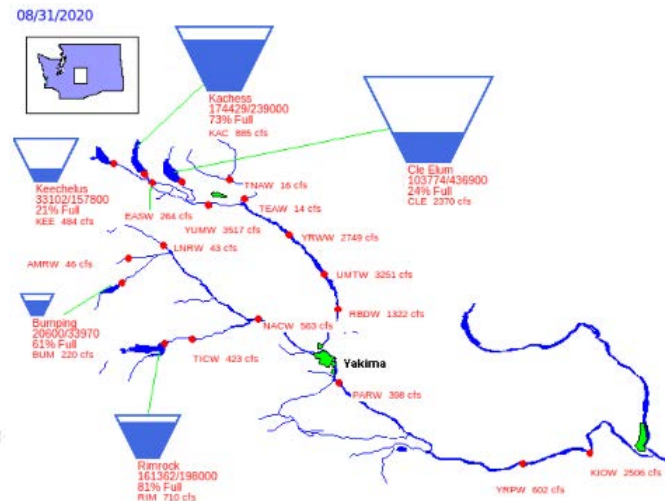 08/31/2020
Kachess
174429/239000
73% Full
KAC 885 cfs
Cle Elum
103774/436900
24% Full
CLE 2370 cfs
Keechelus
33102/157800
21% Full
KEE 484 cfs
TNAW 16 cfs
TEAW 14 cfs
EASW 264 cfs
YUMW 3517 cfs
YRWW 2749 cfs
LNRW 43 cfs
AMRW 46 cfs
UMTW 3251 cfs
RBDW 1322 cfs
Bumping
20600/33970
61% Full
BUM 220 cfs
NACW 563 cfs
TICW 423 cfs
Yakima
PARW 398 cfs
Rimrock
161362/198000
81% Full
RIM 710 cfs
KIOW 2506 cfs
YRPW 602 cfs